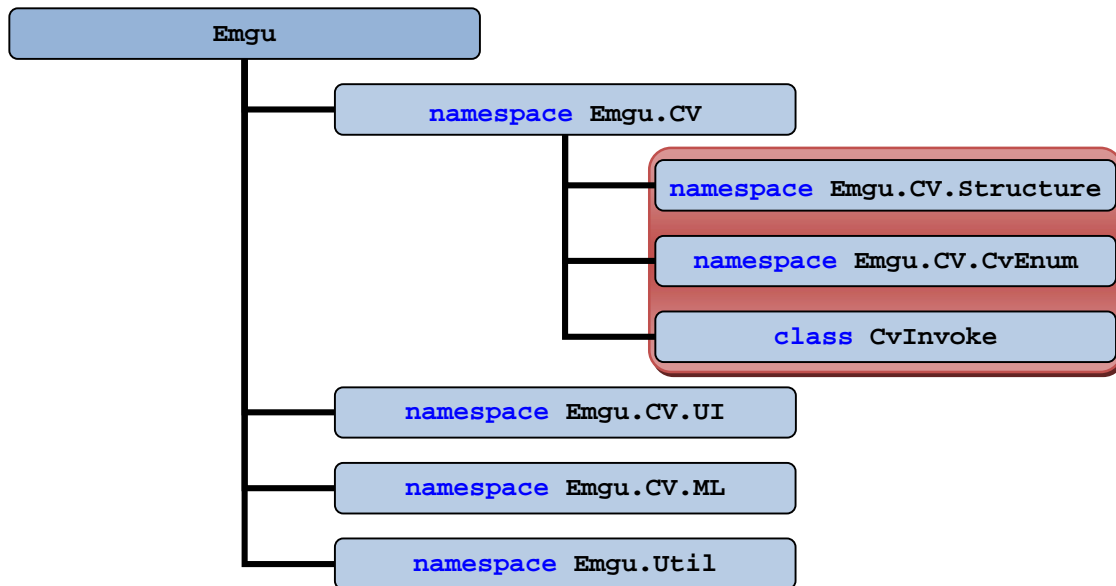 Emgu
namespace Emgu.CV
namespace Emgu.CV.Structure
namespace Emgu.CV.CvEnum
class CvInvoke
namespace Emgu.CV.UI
namespace Emgu.CV.ML
namespace Emgu.Util